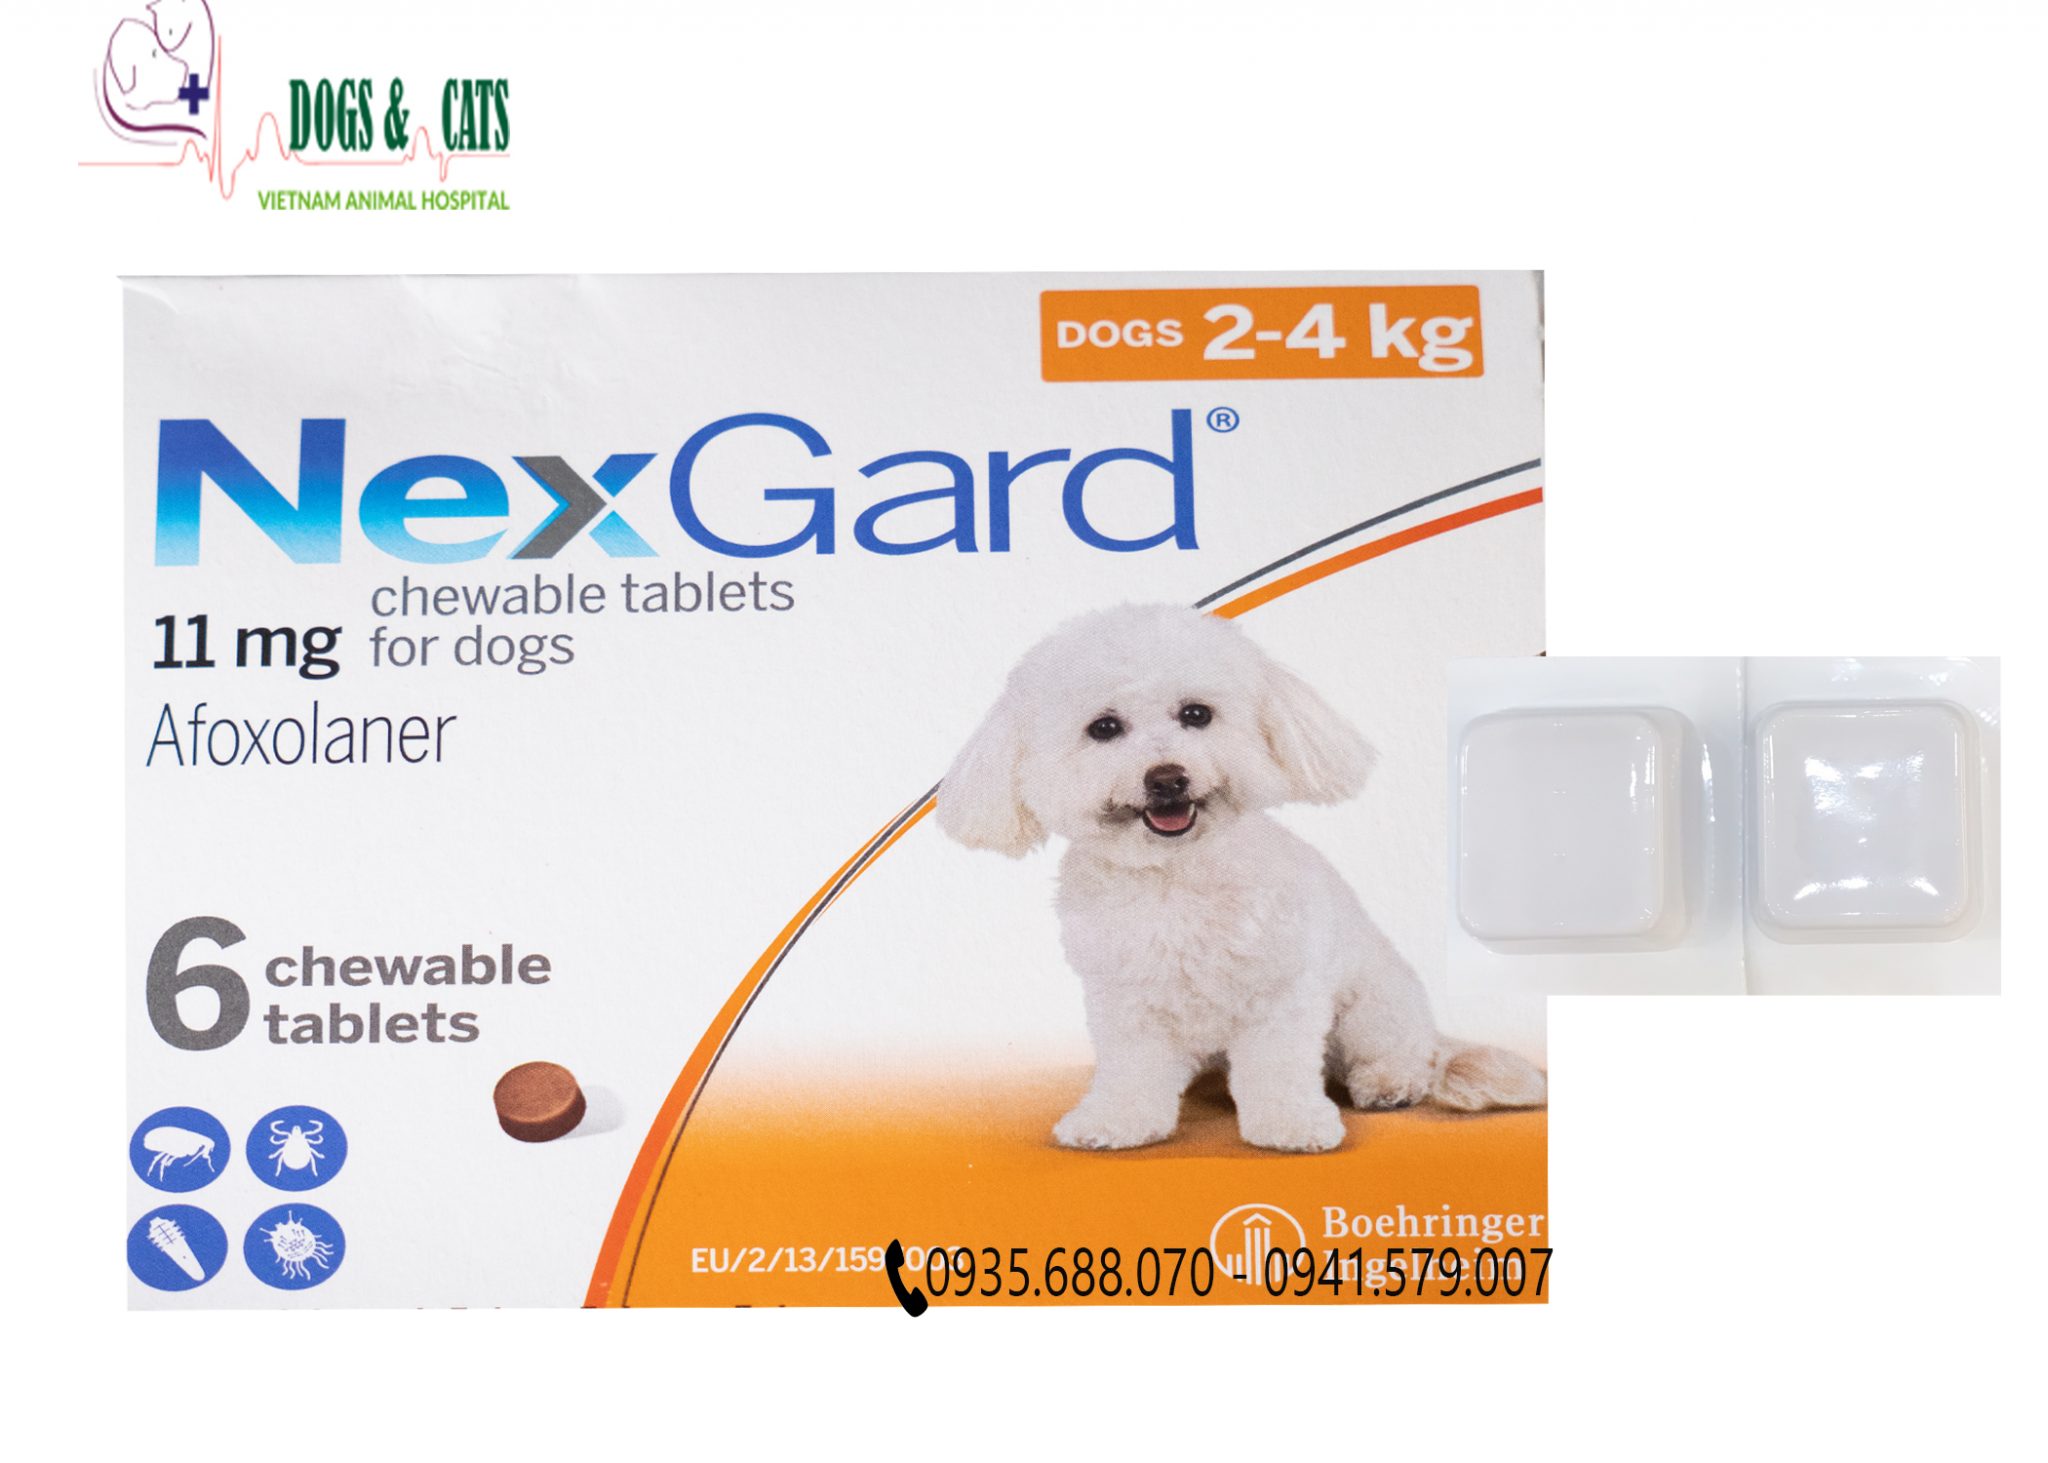 DOGS & CATS
VIETNAM ANIMAL HOSPITAL
DOGS 2-4 kg
NexGard®
11 mg chewable tablets
for dogs
Afoxolaner
6 chewable
tablets
Boehringer
Ingelheim
EU/2/13/159
0935.688.070 - 0941.579.007